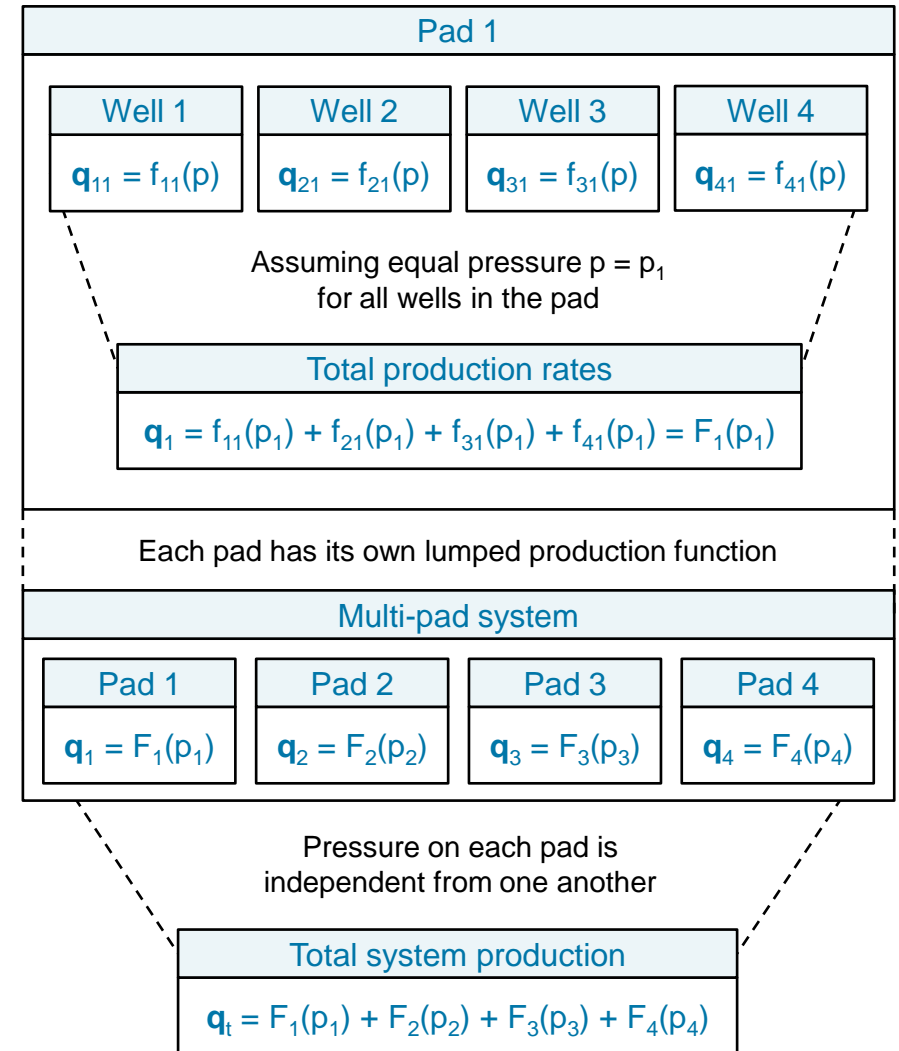 Pad 1
Well 1 Well 2 Well 3 Well 4
q₁₁ = f₁₁(p) q₂₁ = f₂₁(p) q₃₁ = f₃₁(p) q₄₁ = f₄₁(p)
Assuming equal pressure p = p₁
for all wells in the pad
Total production rates
q₁ = f₁₁(p₁) + f₂₁(p₁) + f₃₁(p₁) + f₄₁(p₁) = F₁(p₁)
Each pad has its own lumped production function
Multi-pad system
Pad 1 Pad 2 Pad 3 Pad 4
q₁ = F₁(p₁) q₂ = F₂(p₂) q₃ = F₃(p₃) q₄ = F₄(p₄)
Pressure on each pad is
independent from one another
Total system production
qₜ = F₁(p₁) + F₂(p₂) + F₃(p₃) + F₄(p₄)